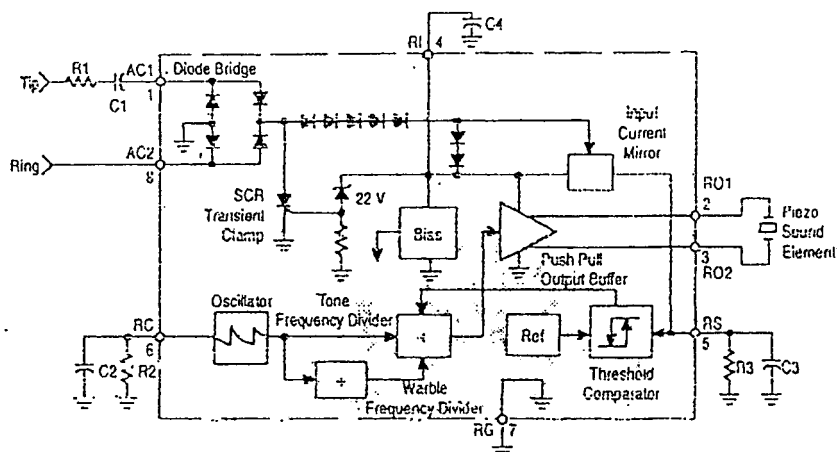 RI
4
C4
R1
AC1
Diode Bridge
Tip
C1
1
Input
Current
Mirror
Ring
AC2
8
SCR
Transient
Clamp
22 V
Bias
RO1
2
Piezo
Sound
Element
3
RO2
Push Pull
Output Buffer
Oscillator
Tone
Frequency Divider
RC
6
÷
Ref
RS
5
C2
R2
÷
Warble
Frequency Divider
Threshold
Comparator
R3
C3
RG
7